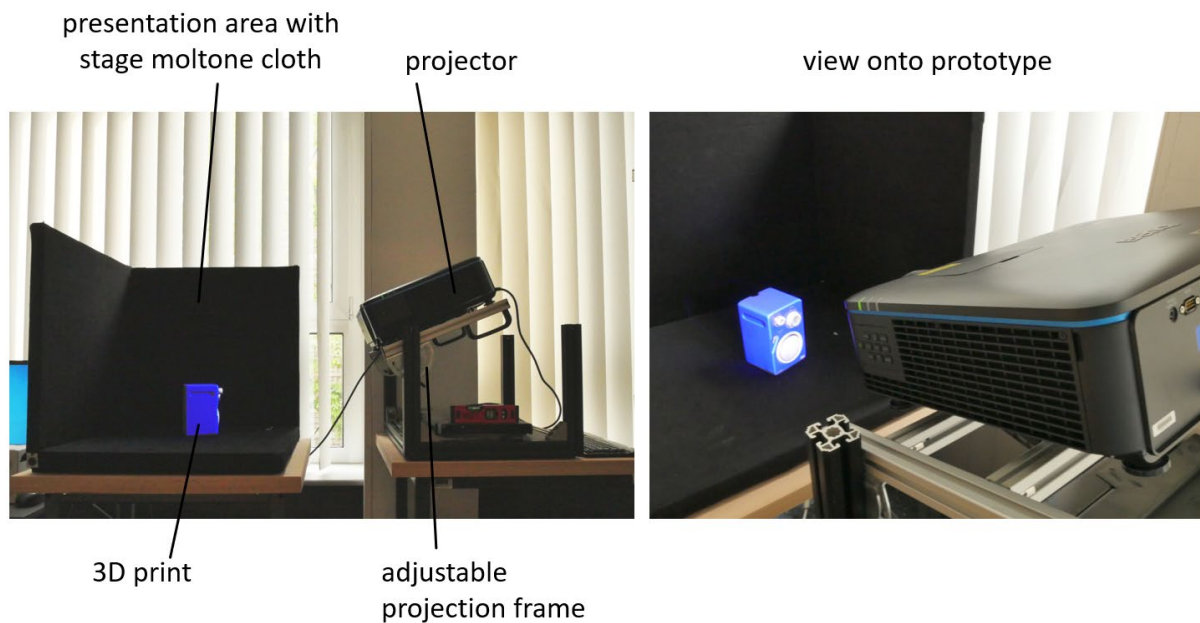 presentation area with
stage moltone cloth
projector
view onto prototype
3D print
adjustable
projection frame